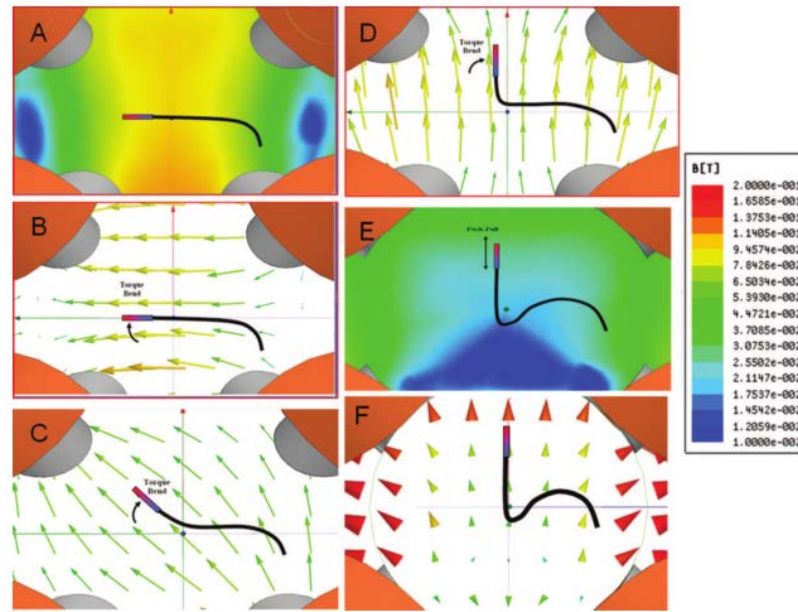 A
B
Torque
Bend
C
Torque
Bend
D
Torque
Bend
E
Push-Pull
F
B[T]
2.0000e-001
1.6585e-001
1.3753e-001
1.1405e-001
9.4574e-002
7.8426e-002
6.5034e-002
5.3930e-002
4.4721e-002
3.7085e-002
3.0753e-002
2.5502e-002
2.1147e-002
1.7537e-002
1.4542e-002
1.2059e-002
1.0000e-002